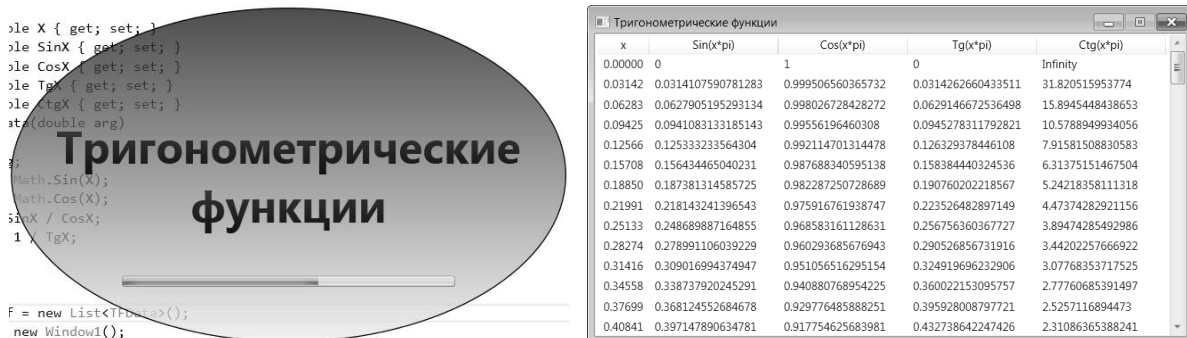 ble X { get; set; }
ble SinX { get; set; }
ble CosX { get; set; }
ble TgX { get; set; }
ble CtgX { get; set; }
ata(double arg)
Math.Sin(X);
Math.Cos(X);
SinX / CosX;
1 / TgX;
Тригонометрические
функции
f = new List<TFData>();
new Window1();
Тригонометрические функции
x Sin(x*pi) Cos(x*pi) Tg(x*pi) Ctg(x*pi)
0.00000 0 1 0 Infinity
0.03142 0.0314107590781283 0.999506560365732 0.0314262660433511 31.820515953774
0.06283 0.0627905195293134 0.998026728428272 0.0629146672536498 15.8945448438653
0.09425 0.0941083133185143 0.99556196460308 0.0945278311792821 10.5788949934056
0.12566 0.125333233564304 0.992114701314478 0.126329378446108 7.91581508830583
0.15708 0.156434465040231 0.987688340595138 0.158384440324536 6.31375151467504
0.18850 0.187381314585725 0.982287250728689 0.190760202218567 5.24218358111318
0.21991 0.218143241396543 0.975916761938747 0.223526482897149 4.47374282921156
0.25133 0.248689887164855 0.968583161128631 0.256756360367727 3.89474285492986
0.28274 0.278991106039229 0.960293685676943 0.290526856731916 3.44202257666922
0.31416 0.309016994374947 0.951056516295154 0.324919696232906 3.07768353717525
0.34558 0.338737920245291 0.940880768954225 0.360022153095757 2.77760685391497
0.37699 0.368124552684678 0.929776485888251 0.395928008797721 2.5257116894473
0.40841 0.397147890634781 0.917754625683981 0.432738642247426 2.31086365388241